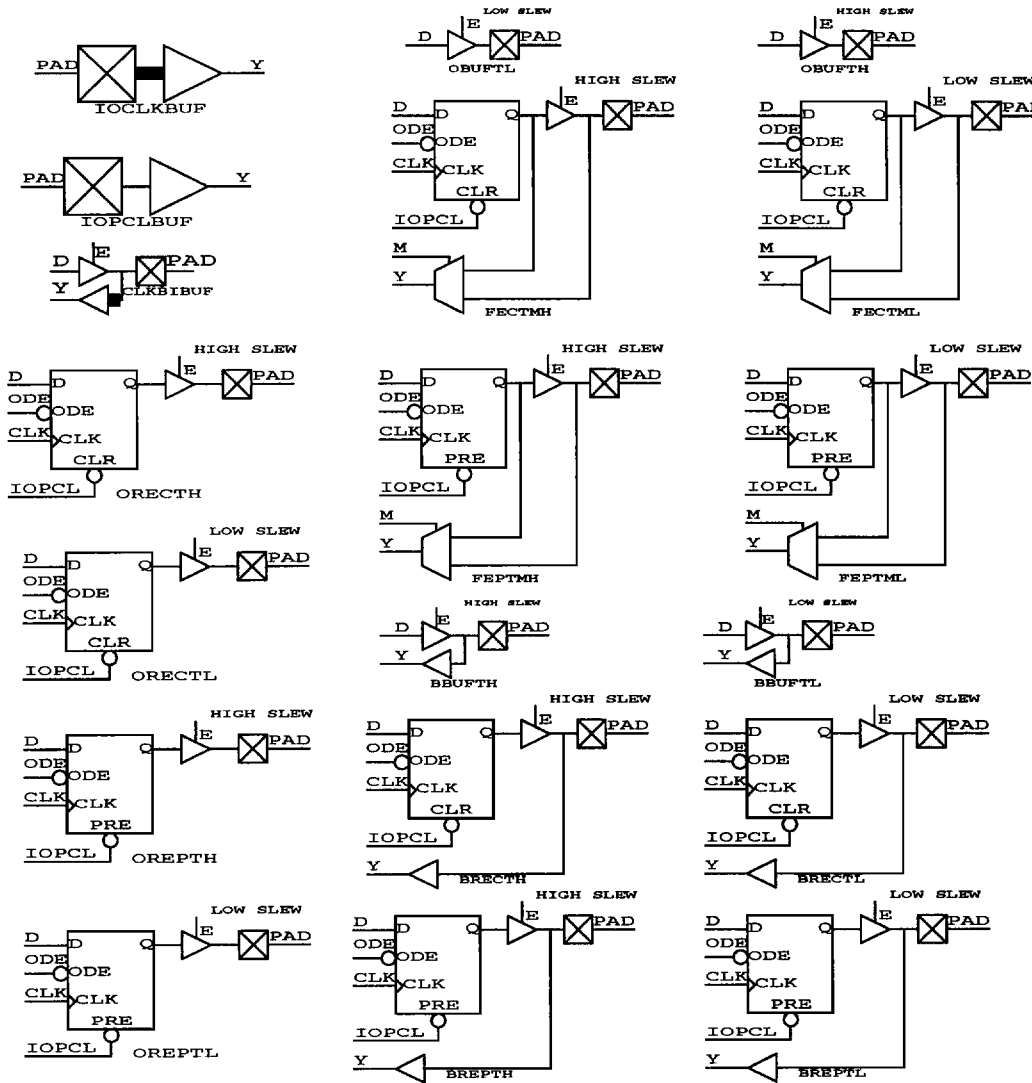 PAD Y
IOCLKBUF
PAD Y
IOPCLBUF
E
D PAD
Y CLKBIBUF
LOW SLEW
E
D PAD
OBUFTL
HIGH SLEW
E
D PAD
OBUFTH
HIGH SLEW
E
D D Q PAD
ODE ODE
CLK CLK
CLR
IOPCL
M
Y
FECTMH
LOW SLEW
E
D D Q PAD
ODE ODE
CLK CLK
CLR
IOPCL
M
Y
FECTML
HIGH SLEW
E
D D Q PAD
ODE ODE
CLK CLK
CLR
IOPCL ORECTH
HIGH SLEW
E
D D Q PAD
ODE ODE
CLK CLK
PRE
IOPCL
M
Y
FEPTMH
LOW SLEW
E
D D Q PAD
ODE ODE
CLK CLK
PRE
IOPCL
M
Y
FEPTML
LOW SLEW
E
D D Q PAD
ODE ODE
CLK CLK
CLR
IOPCL ORECTL
HIGH SLEW
E
D PAD
Y
BBUFTH
LOW SLEW
E
D PAD
Y
BBUFTL
HIGH SLEW
E
D D Q PAD
ODE ODE
CLK CLK
PRE
IOPCL OREPTH
HIGH SLEW
E
D D Q PAD
ODE ODE
CLK CLK
CLR
IOPCL
Y
BRECTH
LOW SLEW
E
D D Q PAD
ODE ODE
CLK CLK
CLR
IOPCL
Y
BRECTL
LOW SLEW
E
D D Q PAD
ODE ODE
CLK CLK
PRE
IOPCL OREPTL
HIGH SLEW
E
D D Q PAD
ODE ODE
CLK CLK
PRE
IOPCL
Y
BREPTH
LOW SLEW
E
D D Q PAD
ODE ODE
CLK CLK
PRE
IOPCL
Y
BREPTL